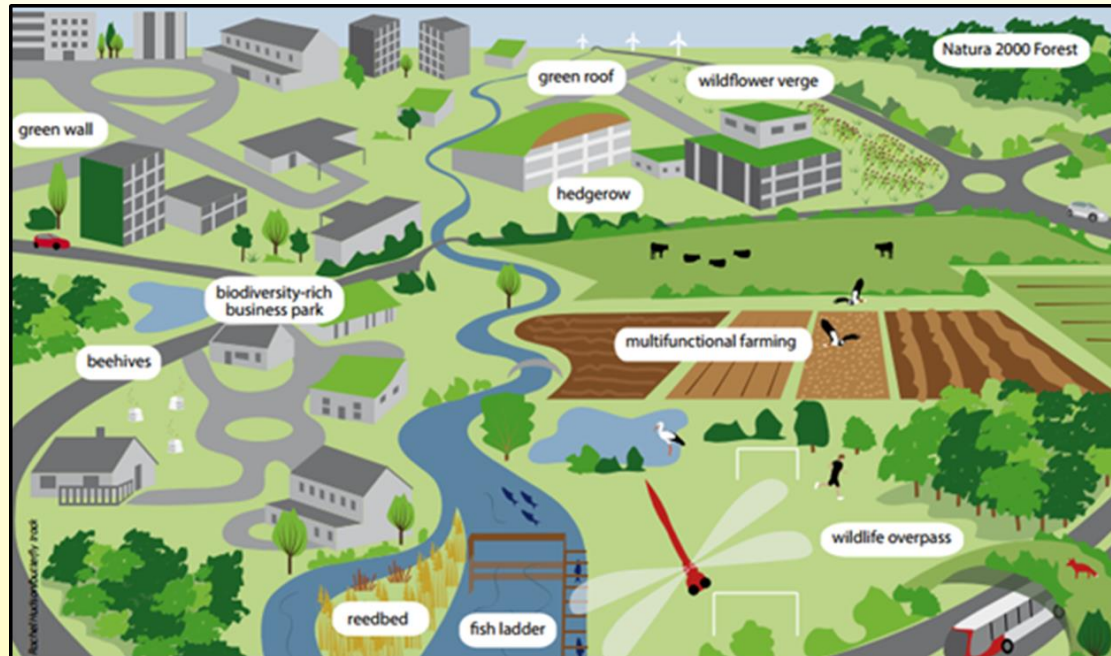 Natura 2000 Forest
green roof
wildflower verge
green wall
hedgerow
biodiversity-rich
business park
multifunctional farming
beehives
wildlife overpass
reedbed
fish ladder